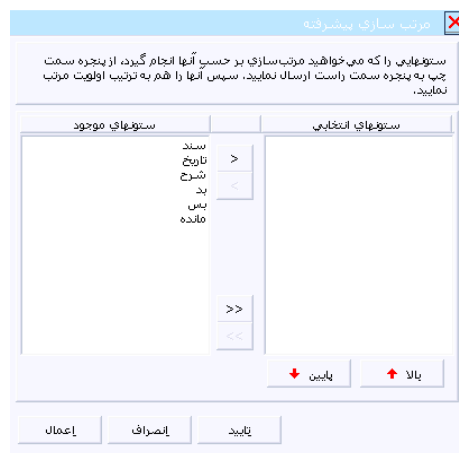 مرتب سازي پيشرفته
ستونهايي را که مي‌خواهيد مرتب‌سازي بر حسب آنها انجام گيرد، از پنجره سمت
چپ به پنجره سمت راست ارسال نماييد. سپس آنها را هم به ترتيب اولويت مرتب
نماييد.
ستونهاي انتخابي
ستونهاي موجود
سند
تاريخ
شرح
بد
بس
مانده
>
<
>>
<<
بالا
پايين
تاييد
انصراف
اعمال